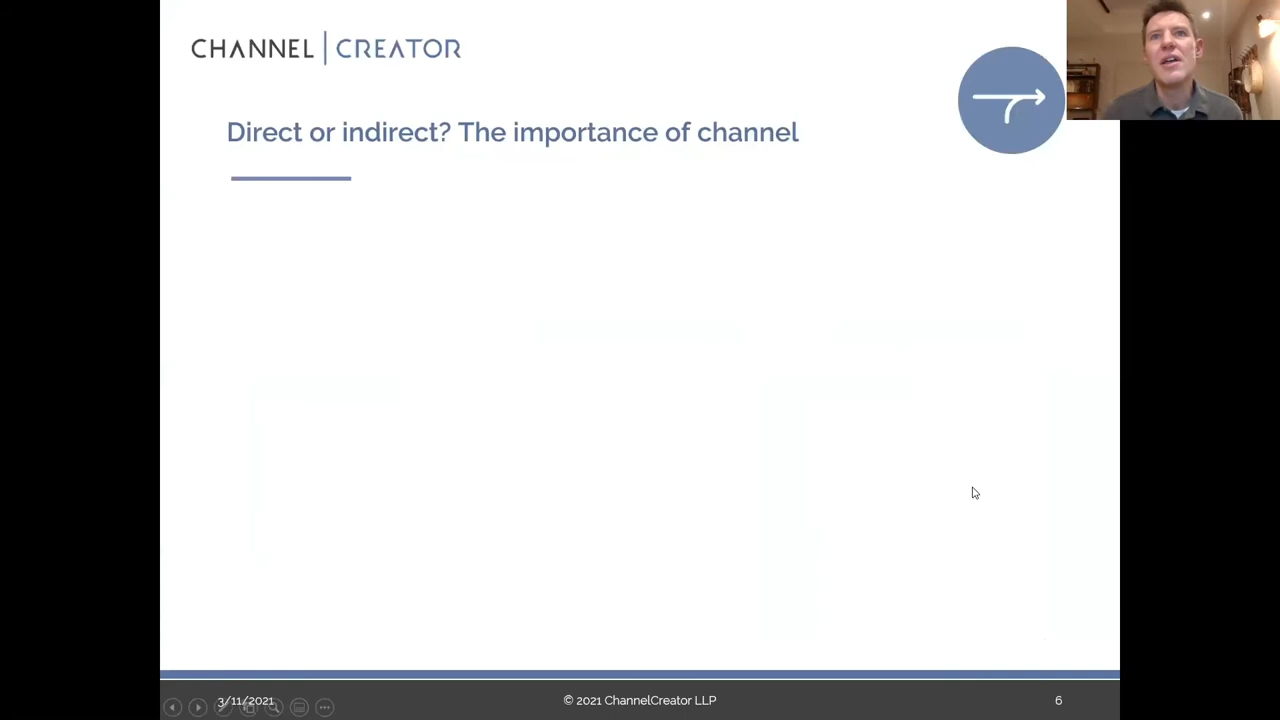 CHANNEL | CREATOR
Direct or indirect? The importance of channel
3/11/2021
© 2021 ChannelCreator LLP
6